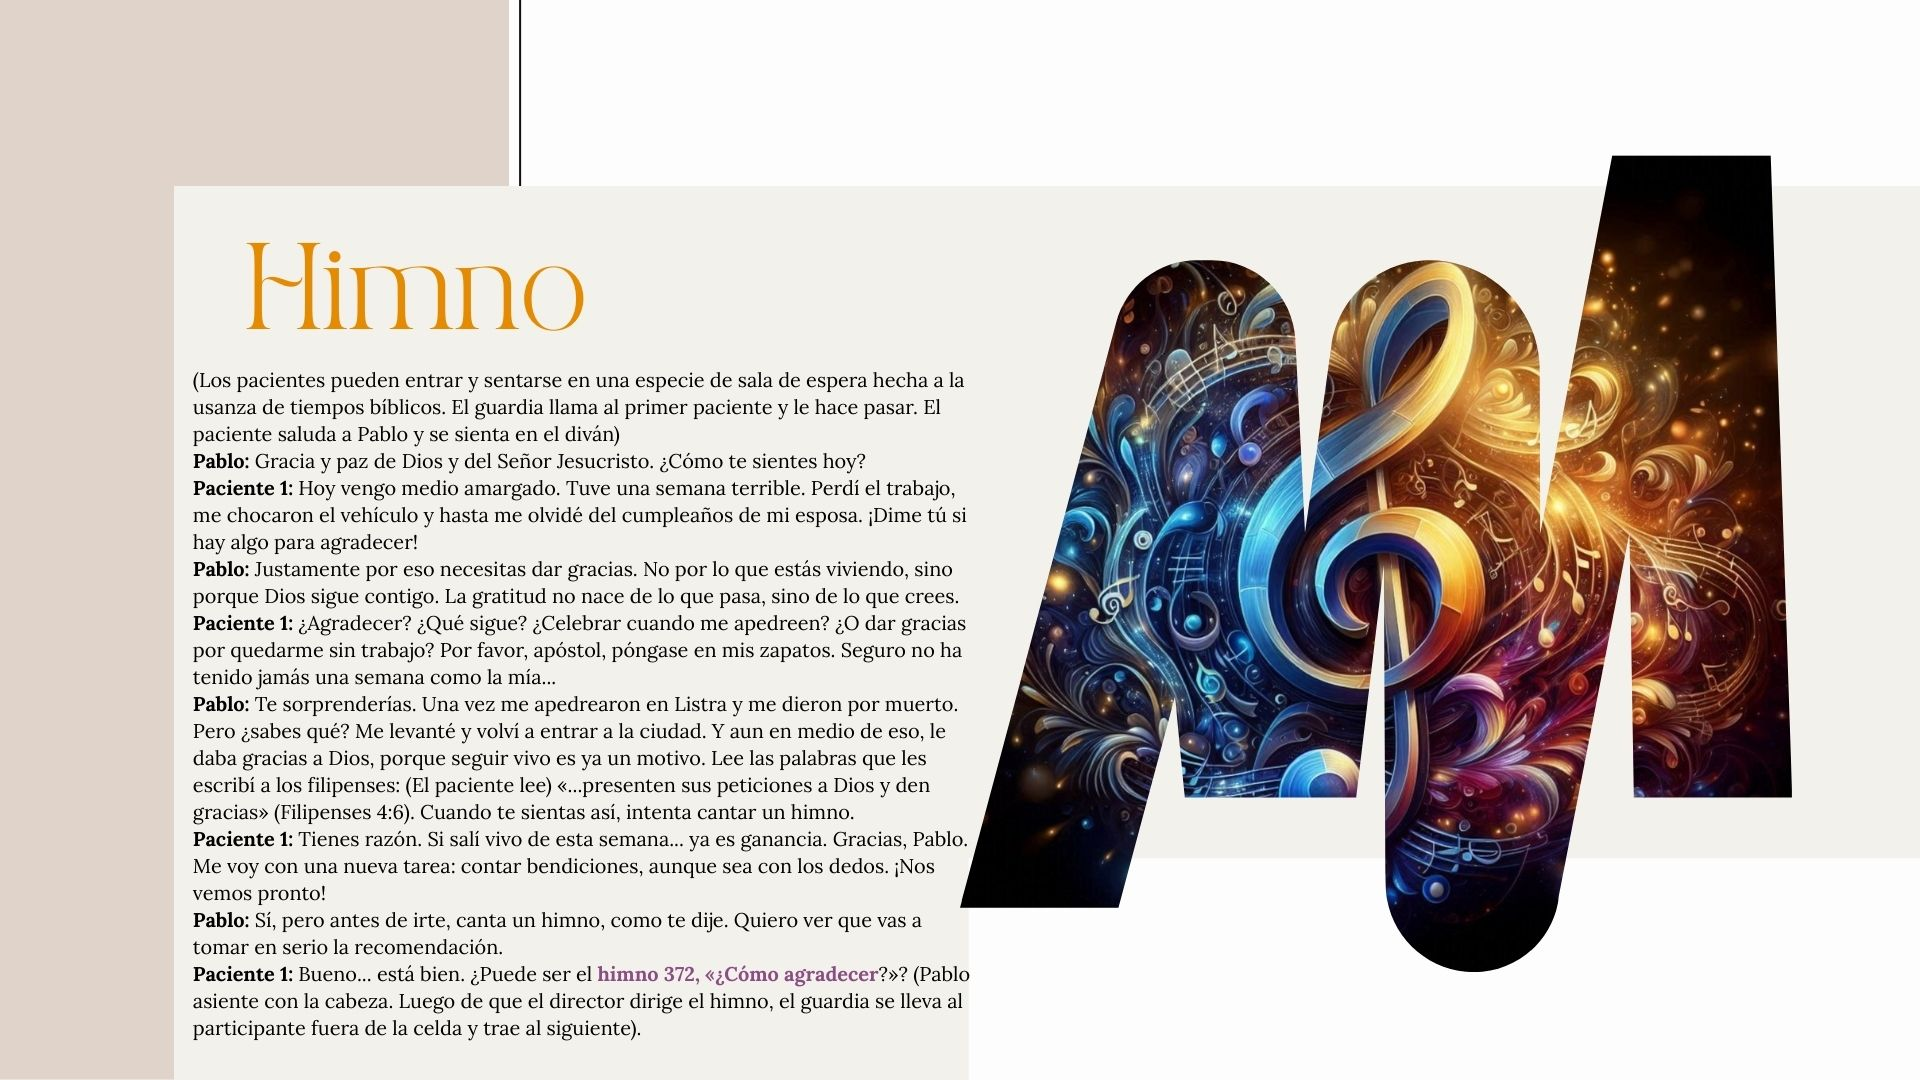 Himno
(Los pacientes pueden entrar y sentarse en una especie de sala de espera hecha a la
usanza de tiempos bíblicos. El guardia llama al primer paciente y le hace pasar. El
paciente saluda a Pablo y se sienta en el diván)
Pablo: Gracia y paz de Dios y del Señor Jesucristo. ¿Cómo te sientes hoy?
Paciente 1: Hoy vengo medio amargado. Tuve una semana terrible. Perdí el trabajo,
me chocaron el vehículo y hasta me olvidé del cumpleaños de mi esposa. ¡Dime tú si
hay algo para agradecer!
Pablo: Justamente por eso necesitas dar gracias. No por lo que estás viviendo, sino
porque Dios sigue contigo. La gratitud no nace de lo que pasa, sino de lo que crees.
Paciente 1: ¿Agradecer? ¿Qué sigue? ¿Celebrar cuando me apedreen? ¿O dar gracias
por quedarme sin trabajo? Por favor, apóstol, póngase en mis zapatos. Seguro no ha
tenido jamás una semana como la mía...
Pablo: Te sorprenderías. Una vez me apedrearon en Listra y me dieron por muerto.
Pero ¿sabes qué? Me levanté y volví a entrar a la ciudad. Y aun en medio de eso, le
daba gracias a Dios, porque seguir vivo es ya un motivo. Lee las palabras que les
escribí a los filipenses: (El paciente lee) «...presenten sus peticiones a Dios y den
gracias» (Filipenses 4:6). Cuando te sientas así, intenta cantar un himno.
Paciente 1: Tienes razón. Si salí vivo de esta semana... ya es ganancia. Gracias, Pablo.
Me voy con una nueva tarea: contar bendiciones, aunque sea con los dedos. ¡Nos
vemos pronto!
Pablo: Sí, pero antes de irte, canta un himno, como te dije. Quiero ver que vas a
tomar en serio la recomendación.
Paciente 1: Bueno... está bien. ¿Puede ser el himno 372, «¿Cómo agradecer?»? (Pablo
asiente con la cabeza. Luego de que el director dirige el himno, el guardia se lleva al
participante fuera de la celda y trae al siguiente).